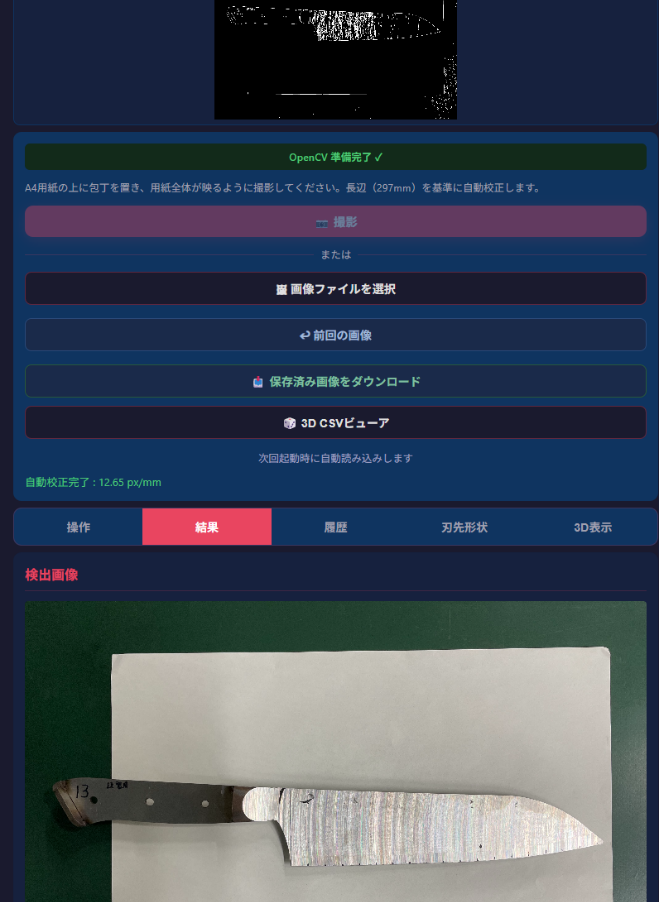 OpenCV 準備完了 ✓
A4用紙の上に包丁を置き、用紙全体が映るように撮影してください。長辺（297mm）を基準に自動校正します。
📷 撮影
または
🖼 画像ファイルを選択
↩ 前回の画像
📥 保存済み画像をダウンロード
🎲 3D CSVビューア
次回起動時に自動読み込みします
自動校正完了 : 12.65 px/mm
操作 結果 履歴 刃先形状 3D表示
検出画像
13